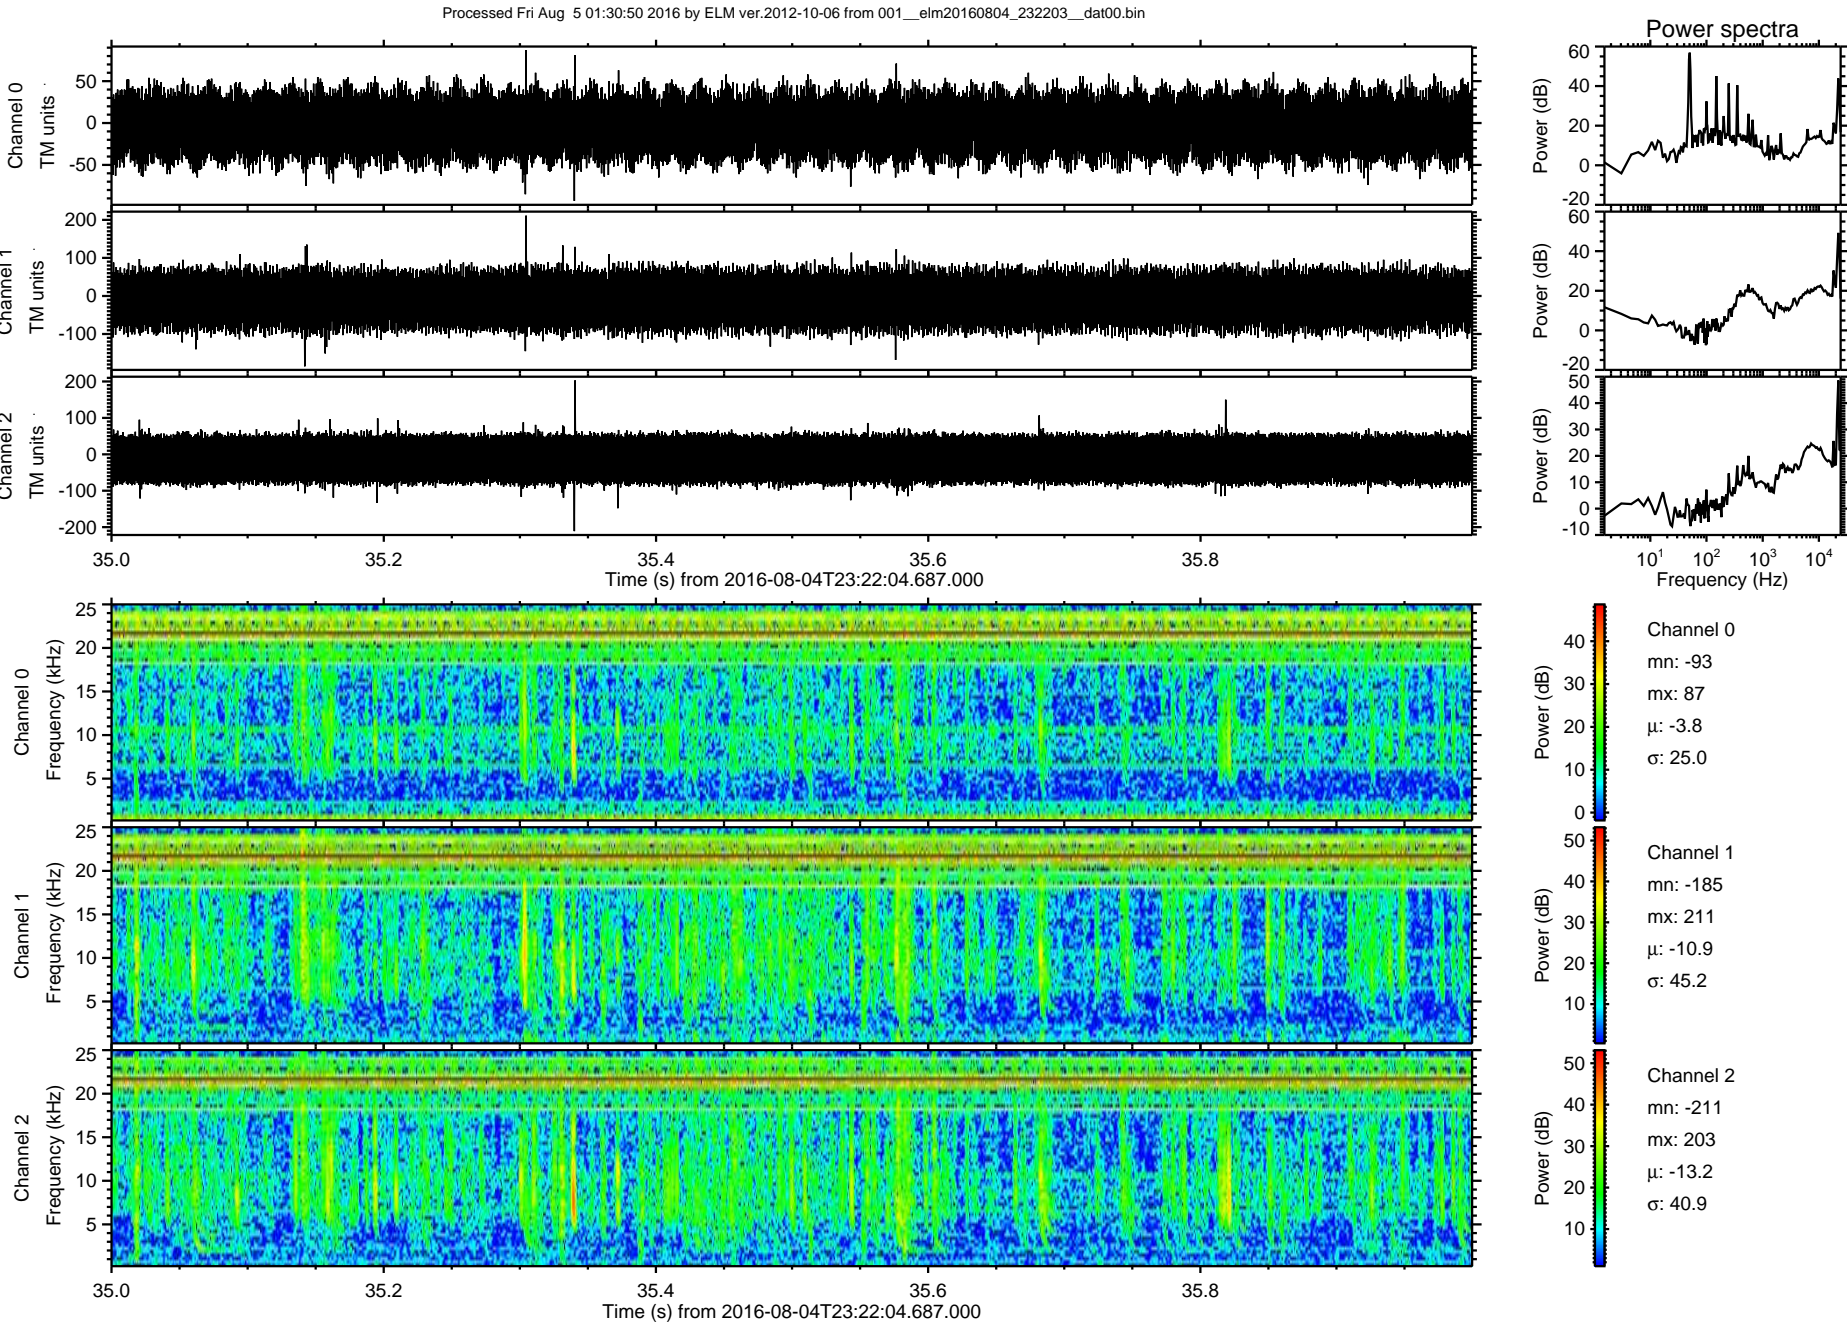 Processed Fri Aug  5 01:30:50 2016 by ELM ver.2012-10-06 from 001__elm20160804_232203__dat00.bin
Power spectra
Channel 0
TM units
50
0
-50
Power (dB)
60
40
20
0
-20
Channel 1
TM units
200
100
0
-100
Power (dB)
60
40
20
0
-20
Channel 2
TM units
200
100
0
-100
-200
Power (dB)
50
40
30
20
10
0
-10
35.0 35.2 35.4 35.6 35.8
Time (s) from 2016-08-04T23:22:04.687.000
10¹ 10² 10³ 10⁴
Frequency (Hz)
Channel 0
Frequency (kHz)
25
20
15
10
5
Power (dB)
40
30
20
10
0
Channel 0
mn: -93
mx: 87
μ: -3.8
σ: 25.0
Channel 1
Frequency (kHz)
25
20
15
10
5
Power (dB)
50
40
30
20
10
Channel 1
mn: -185
mx: 211
μ: -10.9
σ: 45.2
Channel 2
Frequency (kHz)
25
20
15
10
5
Power (dB)
50
40
30
20
10
Channel 2
mn: -211
mx: 203
μ: -13.2
σ: 40.9
35.0 35.2 35.4 35.6 35.8
Time (s) from 2016-08-04T23:22:04.687.000